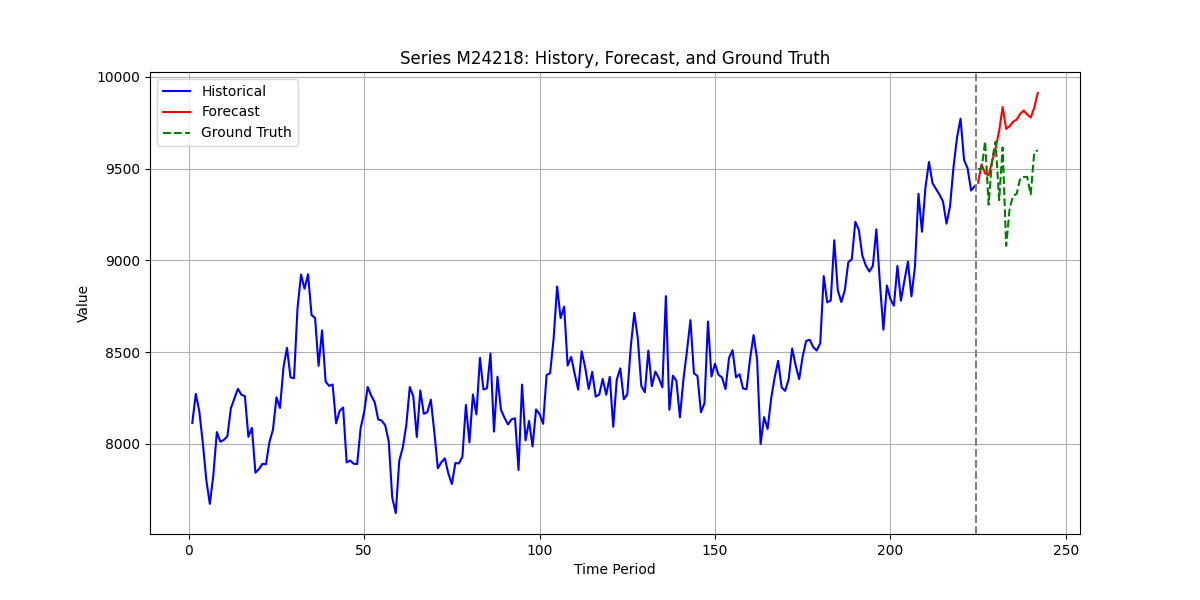 Series M24218: History, Forecast, and Ground Truth
Historical
Forecast
Ground Truth
10000
9500
9000
8500
8000
Value
0
50
100
150
200
250
Time Period